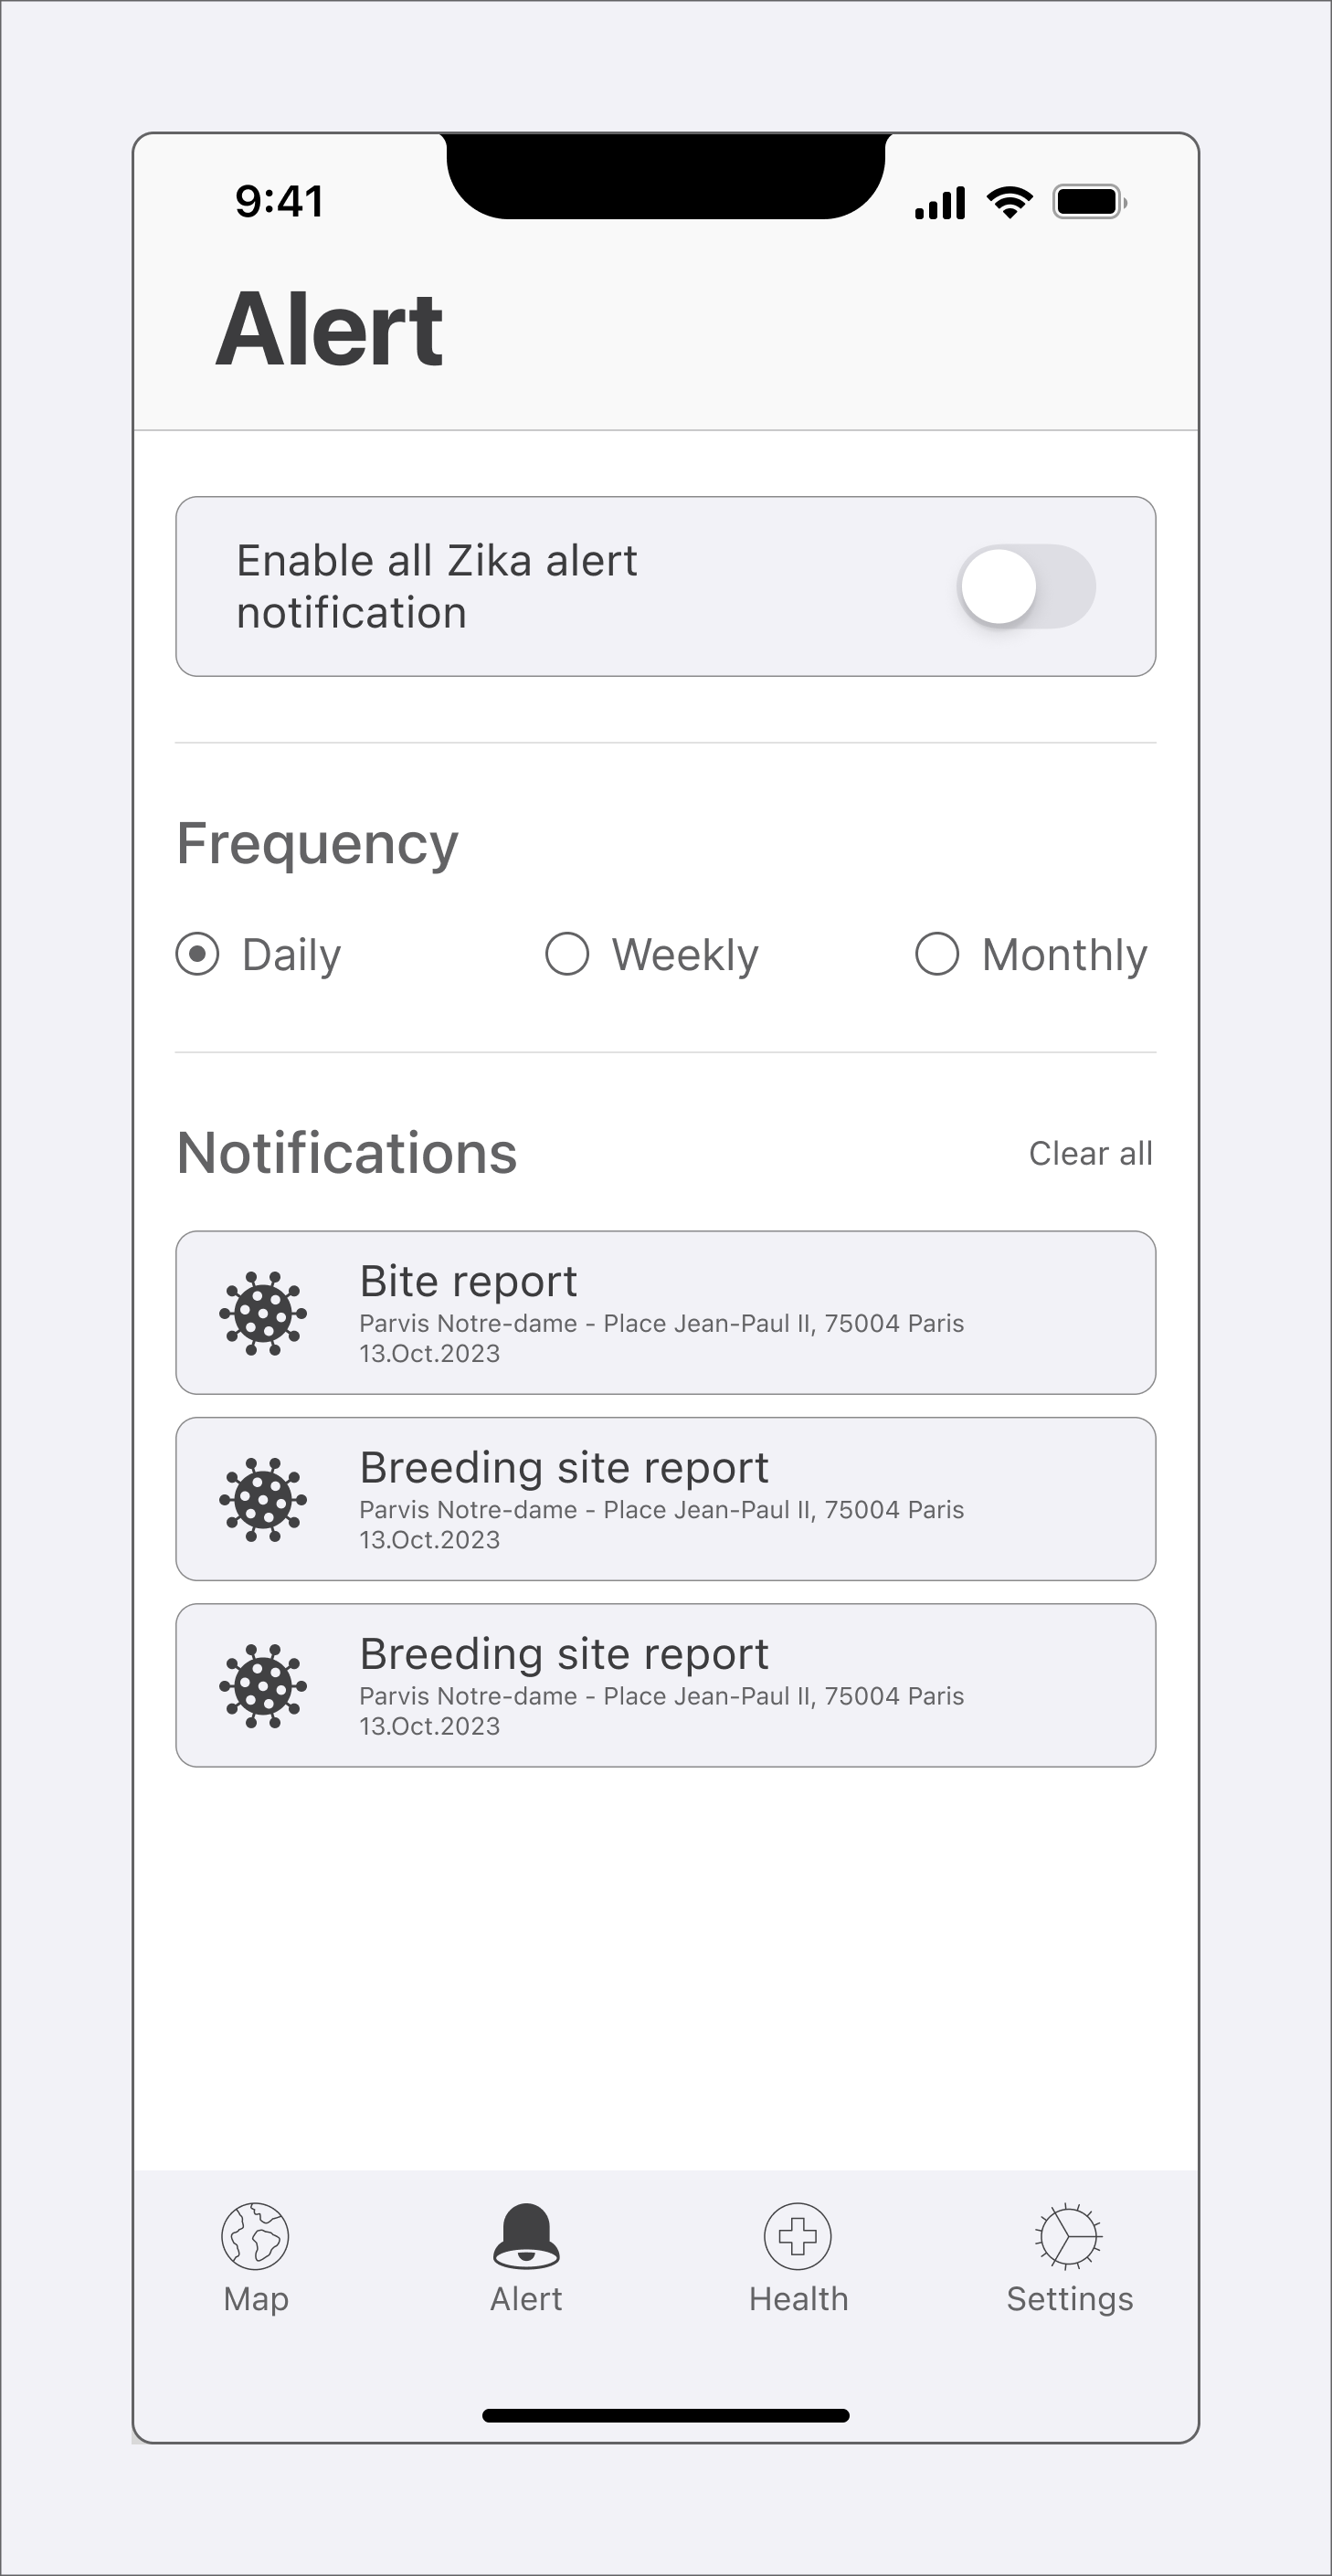 9:41
Alert
Enable all Zika alert
notification
Frequency
Daily
Weekly
Monthly
Notifications
Clear all
Bite report
Parvis Notre-dame - Place Jean-Paul II, 75004 Paris
13.Oct.2023
Breeding site report
Parvis Notre-dame - Place Jean-Paul II, 75004 Paris
13.Oct.2023
Breeding site report
Parvis Notre-dame - Place Jean-Paul II, 75004 Paris
13.Oct.2023
Map
Alert
Health
Settings